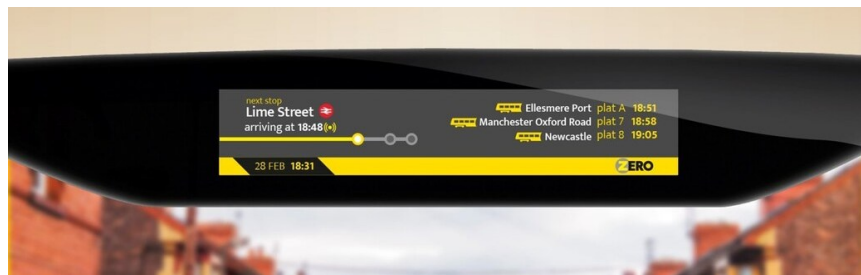 next stop
Lime Street
arriving at 18:48
28 FEB 18:31
Ellesmere Port plat A 18:51
Manchester Oxford Road plat 7 18:58
Newcastle plat 8 19:05
ZERO